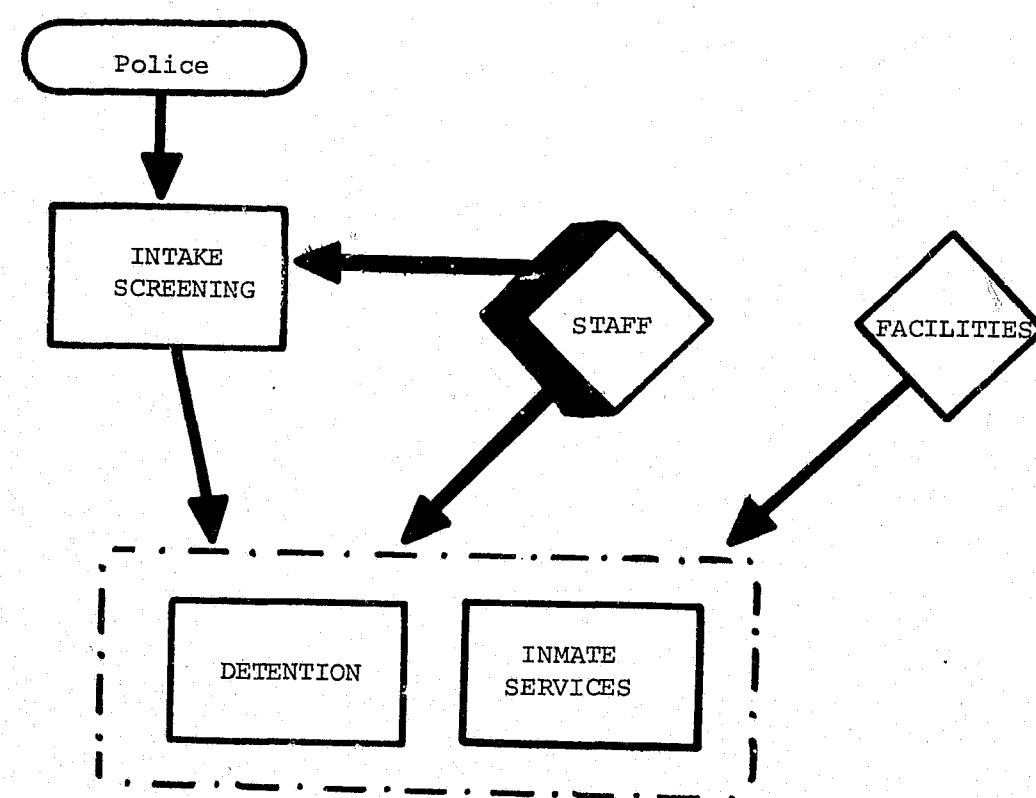 Police
INTAKE
SCREENING
STAFF
FACILITIES
DETENTION
INMATE
SERVICES